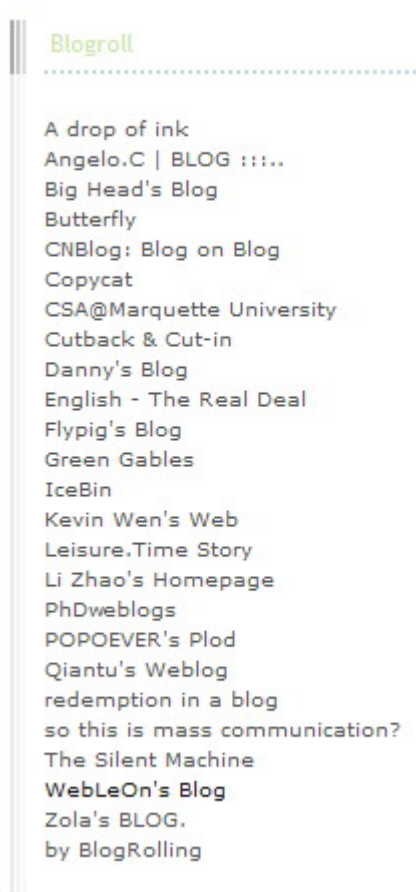 Blogroll
A drop of ink
Angelo.C | BLOG :::..
Big Head's Blog
Butterfly
CNBlog: Blog on Blog
Copycat
CSA@Marquette University
Cutback & Cut-in
Danny's Blog
English - The Real Deal
Flypig's Blog
Green Gables
IceBin
Kevin Wen's Web
Leisure.Time Story
Li Zhao's Homepage
PhDweblogs
POPOEVER's Plod
Qiantu's Weblog
redemption in a blog
so this is mass communication?
The Silent Machine
WebLeOn's Blog
Zola's BLOG.
by BlogRolling